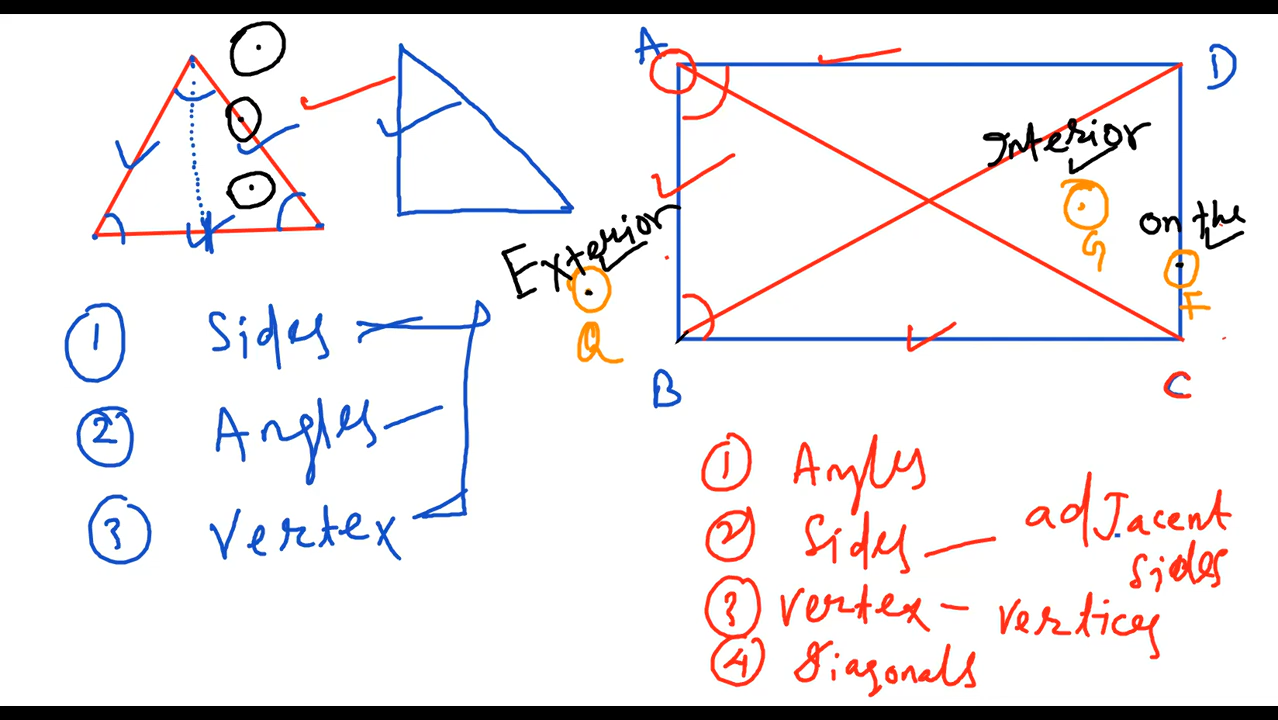 A
D
Interior
on the
Exterior
G
F
Q
B
C
1 Sides
2 Angles
3 Vertex
1 Angles
2 Sides — adjacent
sides
3 Vertex — vertices
4 Diagonals